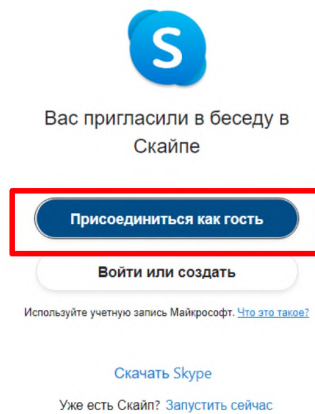 Вас пригласили в беседу в
Скайпе
Присоединиться как гость
Войти или создать
Используйте учетную запись Майкрософт. Что это такое?
Скачать Skype
Уже есть Скайп? Запустить сейчас